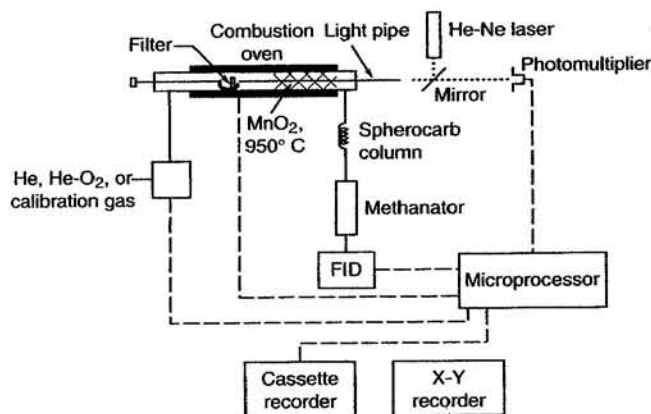 Combustion
oven
Filter
Light pipe
He-Ne laser
Photomultiplier
Mirror
MnO₂,
950° C
Spherocarb
column
He, He-O₂, or
calibration gas
Methanator
FID
Microprocessor
Cassette
recorder
X-Y
recorder